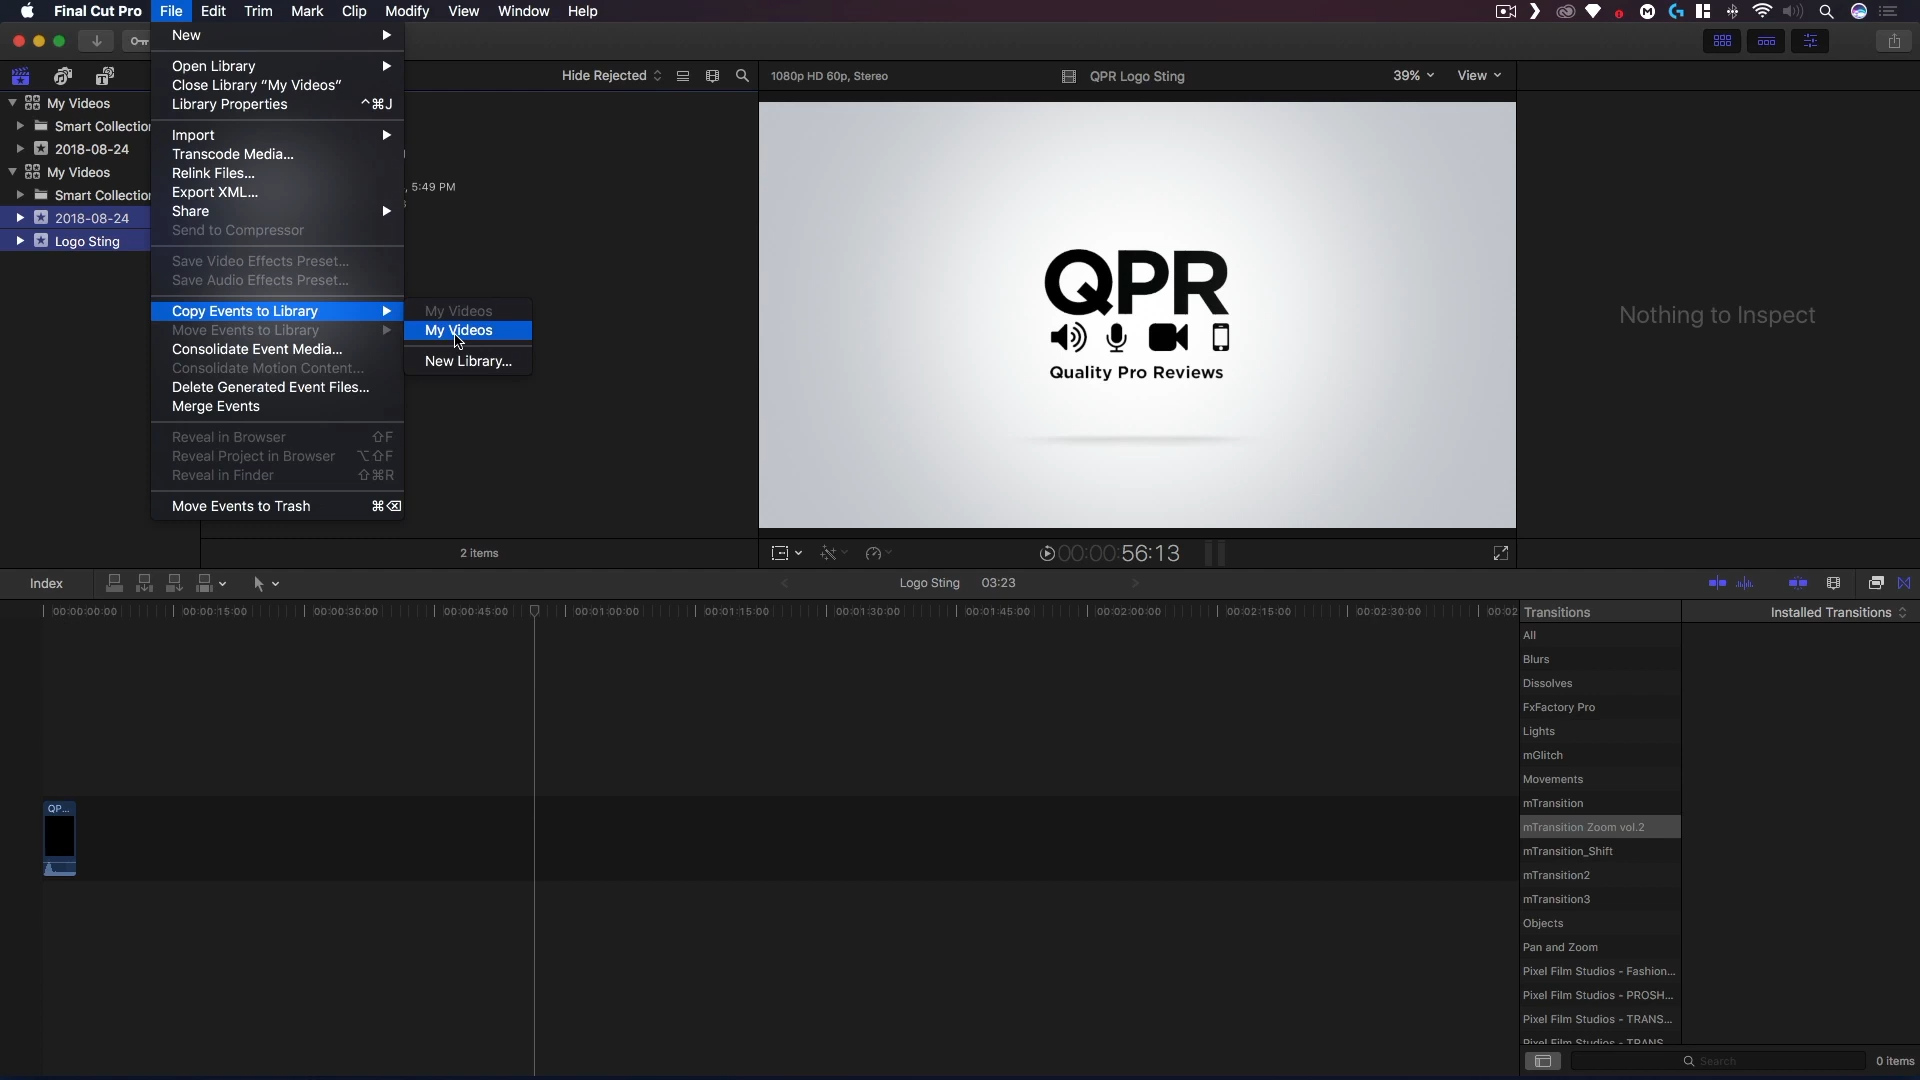 Final Cut Pro File Edit Trim Mark Clip Modify View Window Help
New
Open Library
Close Library “My Videos”
Library Properties ^⌘J
Import
Transcode Media...
Relink Files...
Export XML...
Share
Send to Compressor
Save Video Effects Preset...
Save Audio Effects Preset...
Copy Events to Library
Move Events to Library
Consolidate Event Media...
Consolidate Motion Content...
Delete Generated Event Files...
Merge Events
Reveal in Browser ⇧F
Reveal Project in Browser ⌥⇧F
Reveal in Finder ⇧⌘R
Move Events to Trash ⌘⌫
My Videos
My Videos
New Library...
My Videos
Smart Collection
2018-08-24
My Videos
Smart Collection
2018-08-24
Logo Sting
Hide Rejected
, 5:49 PM
2 items
1080p HD 60p, Stereo
QPR Logo Sting
39%
View
QPR
Quality Pro Reviews
00:00:56:13
Nothing to Inspect
Index
Logo Sting 03:23
00:00:00:00 00:00:15:00 00:00:30:00 00:00:45:00 00:01:00:00 00:01:15:00 00:01:30:00 00:01:45:00 00:02:00:00 00:02:15:00 00:02:30:00 00:02
QP...
Transitions
Installed Transitions
All
Blurs
Dissolves
FxFactory Pro
Lights
mGlitch
Movements
mTransition
mTransition Zoom vol.2
mTransition_Shift
mTransition2
mTransition3
Objects
Pan and Zoom
Pixel Film Studios - Fashion...
Pixel Film Studios - PROSH...
Pixel Film Studios - TRANS...
Pixel Film Studios - TRANS
Search
0 items